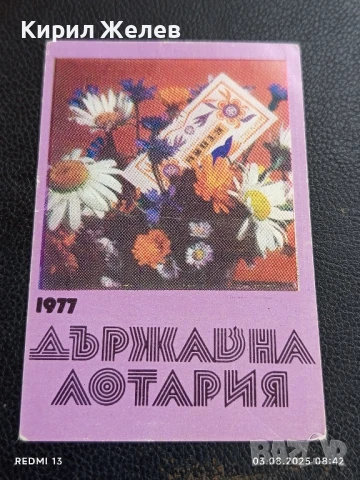 Кирил Желев
1977
ДЪРЖАВНА
ЛОТАРИЯ
REDMI 13
03.08.2025 08:42